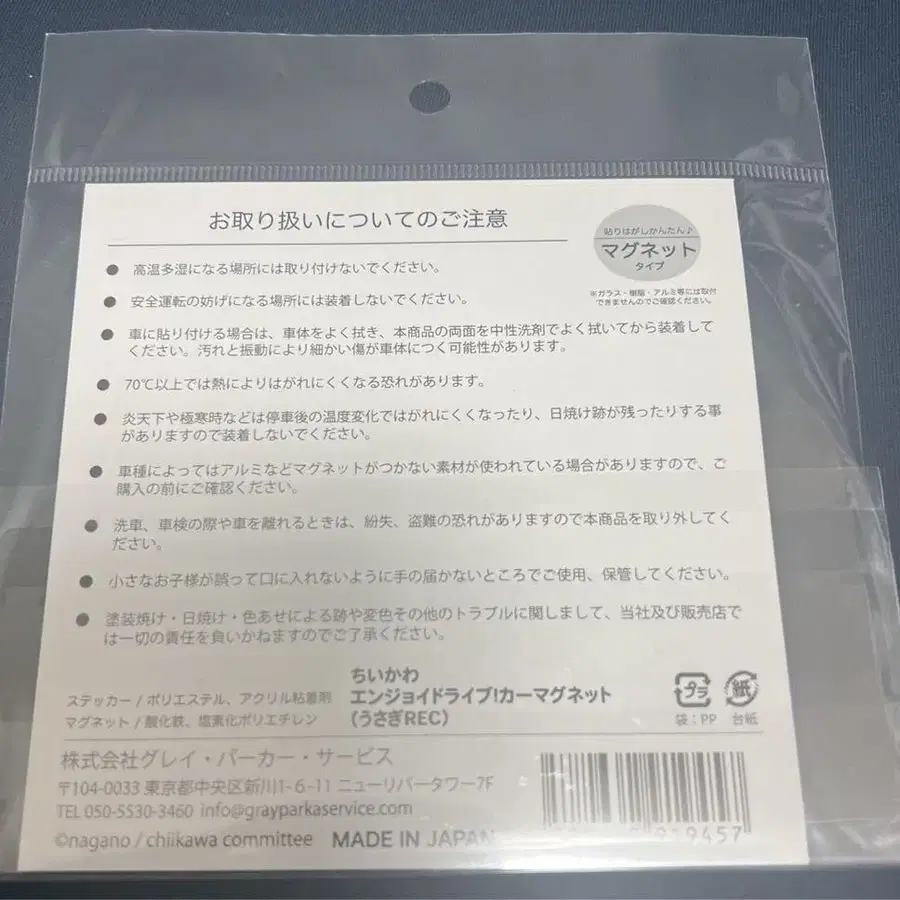 お取り扱いについてのご注意
貼りはがしかんたん♪
マグネット
タイプ
※ガラス・樹脂・アルミ等には取付
できませんのでご確認ください。
● 高温多湿になる場所には取り付けないでください。
● 安全運転の妨げになる場所には装着しないでください。
● 車に貼り付ける場合は、車体をよく拭き、本商品の両面を中性洗剤でよく拭いてから装着して
ください。汚れと振動により細かい傷が車体につく可能性があります。
● 70℃以上では熱によりはがれにくくなる恐れがあります。
● 炎天下や極寒時などは停車後の温度変化ではがれにくくなったり、日焼け跡が残ったりする事
がありますので装着しないでください。
● 車種によってはアルミなどマグネットがつかない素材が使われている場合がありますので、ご
購入の前にご確認ください。
● 洗車、車検の際や車を離れるときは、紛失、盗難の恐れがありますので本商品を取り外してく
ださい。
● 小さなお子様が誤って口に入れないように手の届かないところでご使用、保管してください。
● 塗装焼け・日焼け・色あせによる跡や変色その他のトラブルに関しまして、当社及び販売店で
は一切の責任を負いかねますのでご了承ください。
ステッカー / ポリエステル、アクリル粘着剤
マグネット / 酸化鉄、塩素化ポリエチレン
ちいかわ
エンジョイドライブ!カーマグネット
(うさぎREC)
プラ
紙
袋：PP
台紙
株式会社グレイ・パーカー・サービス
〒104-0033 東京都中央区新川1-6-11 ニューリバータワー7F
TEL 050-5530-3460 info@grayparkaservice.com
©nagano / chiikawa committee MADE IN JAPAN
9457